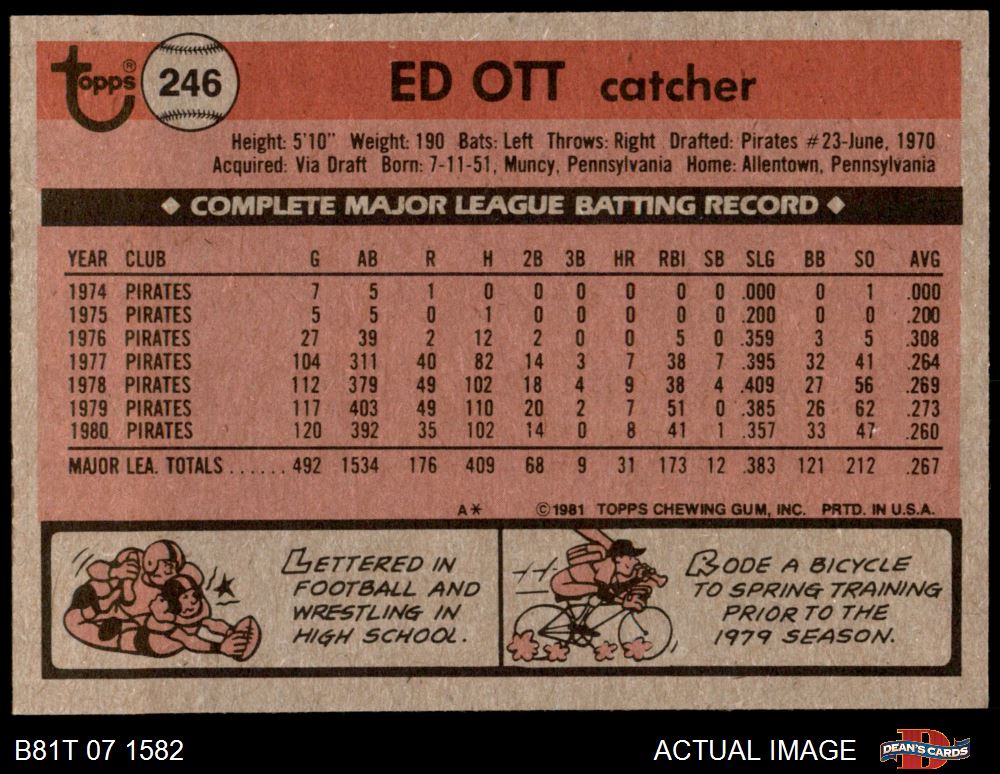 topps®
246
ED OTT catcher
Height: 5'10" Weight: 190 Bats: Left Throws: Right Drafted: Pirates #23-June, 1970
Acquired: Via Draft Born: 7-11-51, Muncy, Pennsylvania Home: Allentown, Pennsylvania
◆ COMPLETE MAJOR LEAGUE BATTING RECORD ◆
YEAR CLUB G AB R H 2B 3B HR RBI SB SLG BB SO AVG
1974 PIRATES 7 5 1 0 0 0 0 0 0 .000 0 1 .000
1975 PIRATES 5 5 0 1 0 0 0 0 0 .200 0 0 .200
1976 PIRATES 27 39 2 12 2 0 0 5 0 .359 3 5 .308
1977 PIRATES 104 311 40 82 14 3 7 38 7 .395 32 41 .264
1978 PIRATES 112 379 49 102 18 4 9 38 4 .409 27 56 .269
1979 PIRATES 117 403 49 110 20 2 7 51 0 .385 26 62 .273
1980 PIRATES 120 392 35 102 14 0 8 41 1 .357 33 47 .260
MAJOR LEA. TOTALS ...... 492 1534 176 409 68 9 31 173 12 .383 121 212 .267
A* ©1981 TOPPS CHEWING GUM, INC. PRTD. IN U.S.A.
LETTERED IN
FOOTBALL AND
WRESTLING IN
HIGH SCHOOL.
RODE A BICYCLE
TO SPRING TRAINING
PRIOR TO THE
1979 SEASON.
B81T 07 1582
ACTUAL IMAGE
DEAN'S CARDS